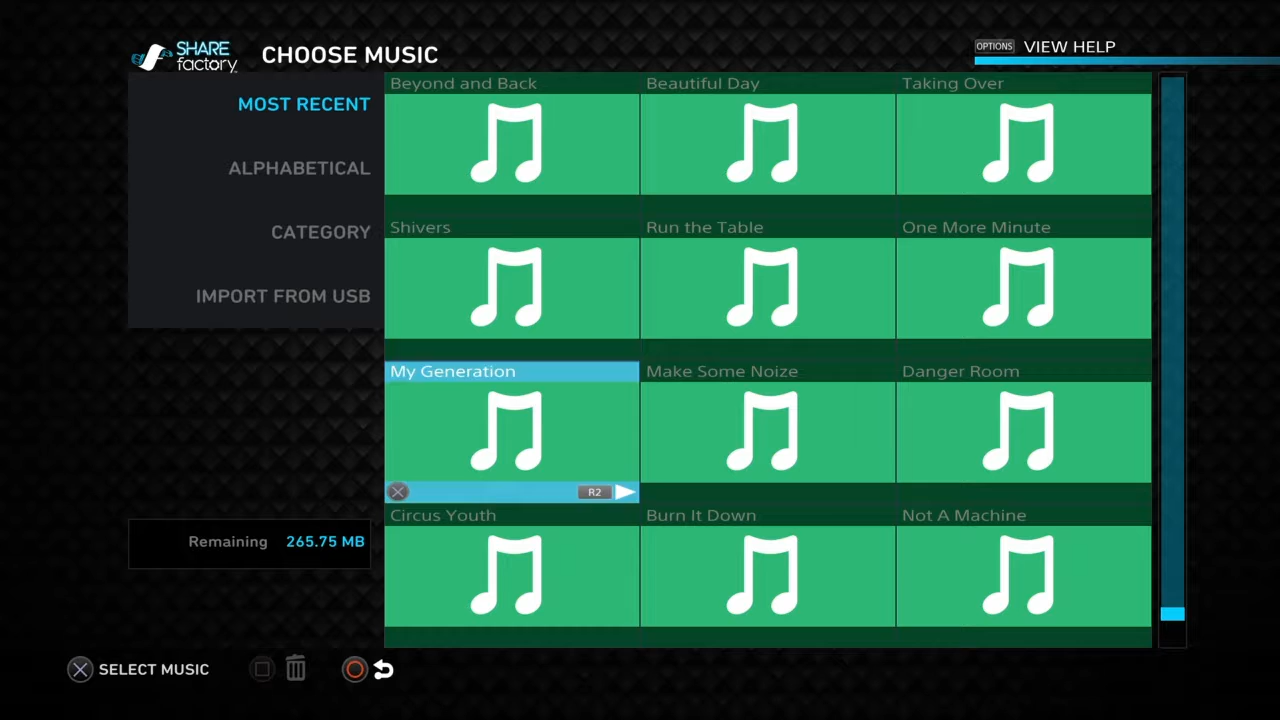 SHARE
factory
CHOOSE MUSIC
OPTIONS VIEW HELP
MOST RECENT
ALPHABETICAL
CATEGORY
IMPORT FROM USB
Beyond and Back
Beautiful Day
Taking Over
Shivers
Run the Table
One More Minute
My Generation
Make Some Noize
Danger Room
R2
Circus Youth
Burn It Down
Not A Machine
Remaining 265.75 MB
SELECT MUSIC